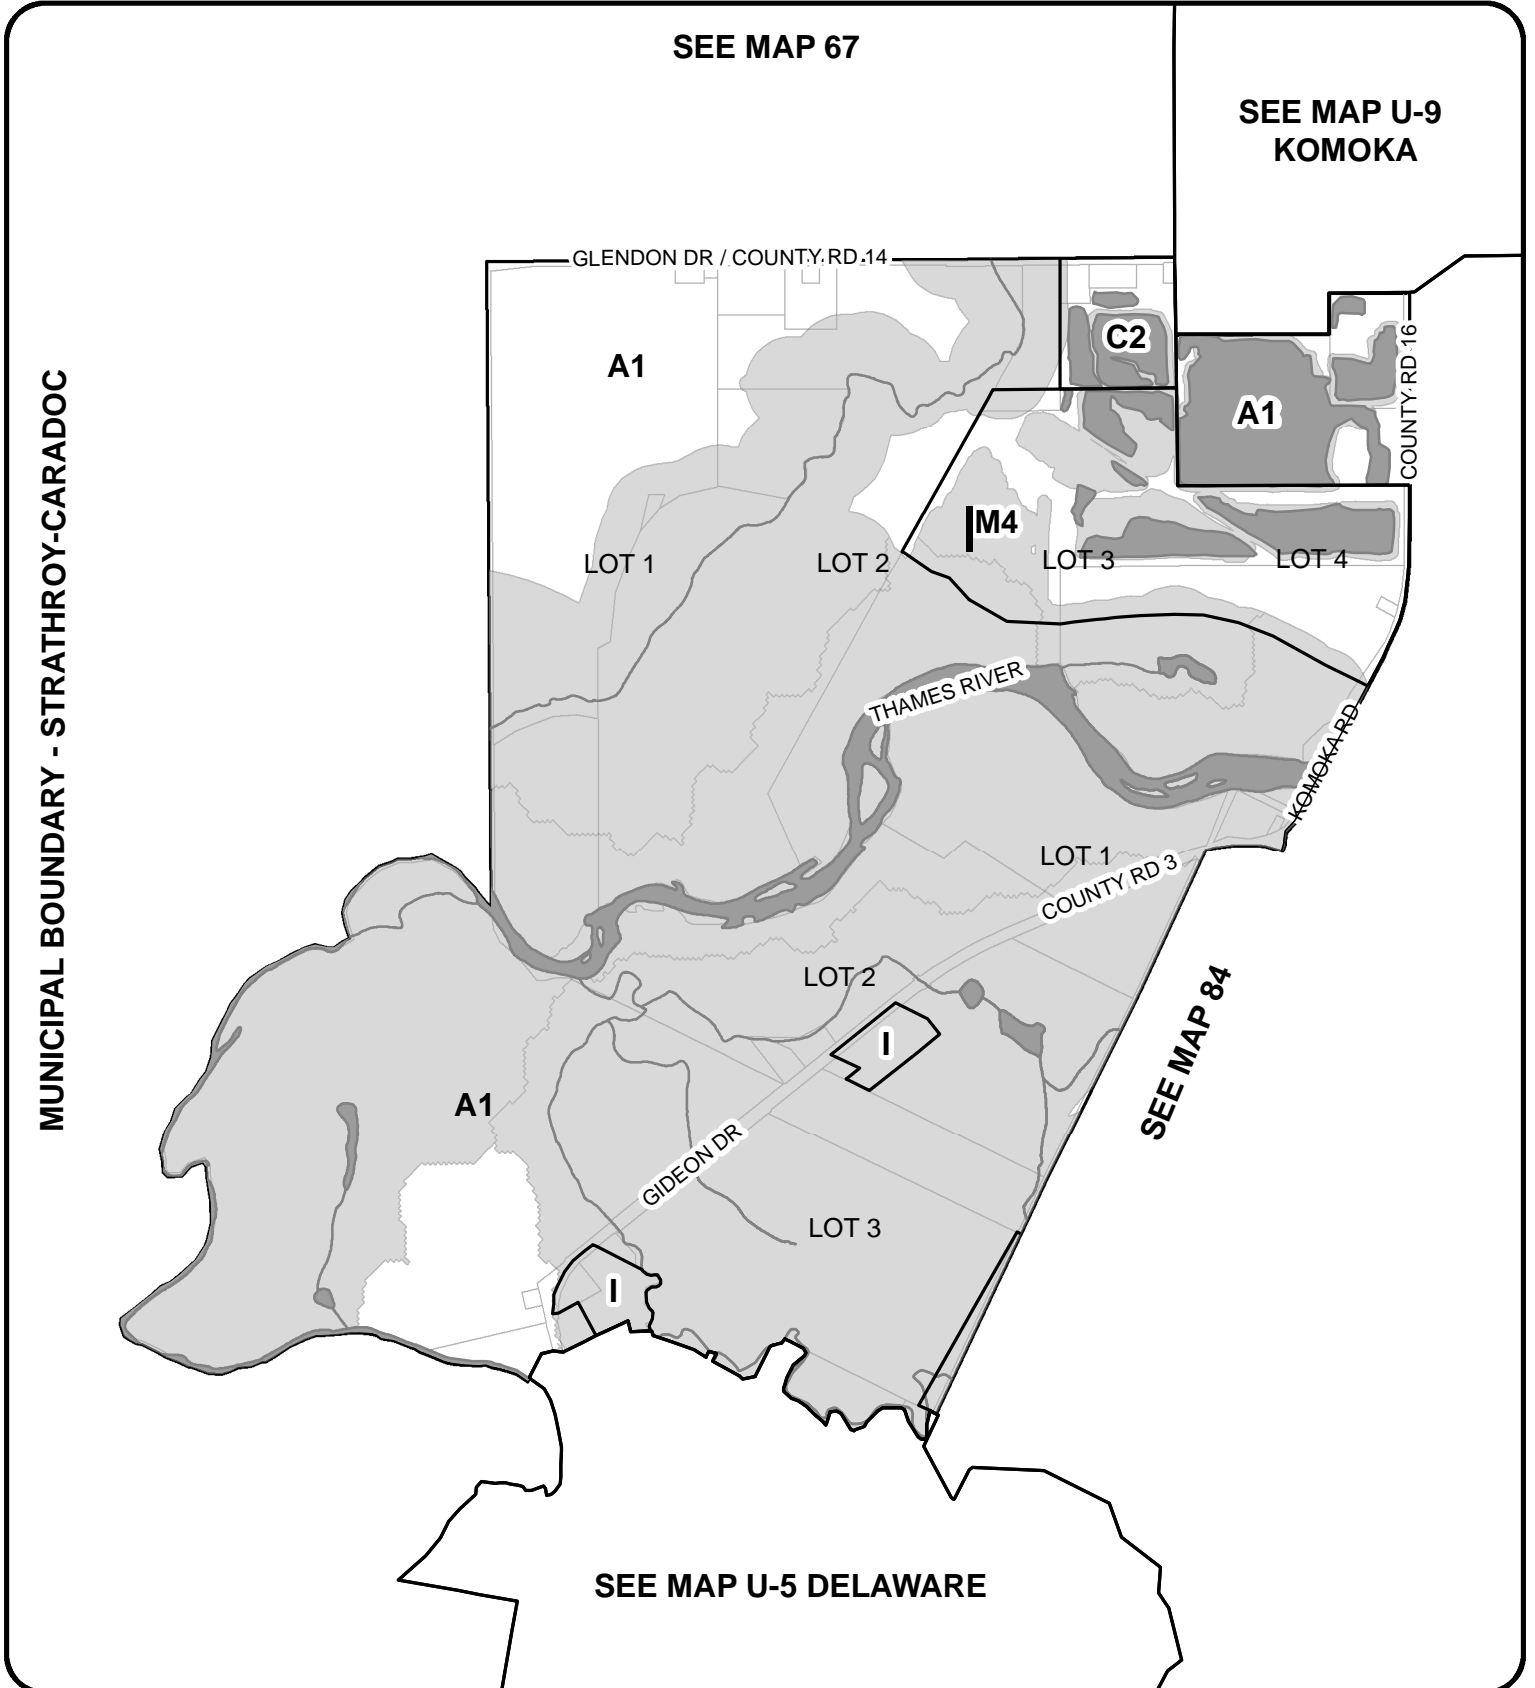 SEE MAP 67
SEE MAP U-9
KOMOKA
GLENDON DR / COUNTY RD 14
C2
A1
A1
COUNTY RD 16
MUNICIPAL BOUNDARY - STRATHROY-CARADOC
M4
LOT 1
LOT 2
LOT 3
LOT 4
THAMES RIVER
KOMOKA RD
LOT 1
COUNTY RD 3
LOT 2
I
SEE MAP 84
A1
GIDEON DR
LOT 3
I
SEE MAP U-5 DELAWARE